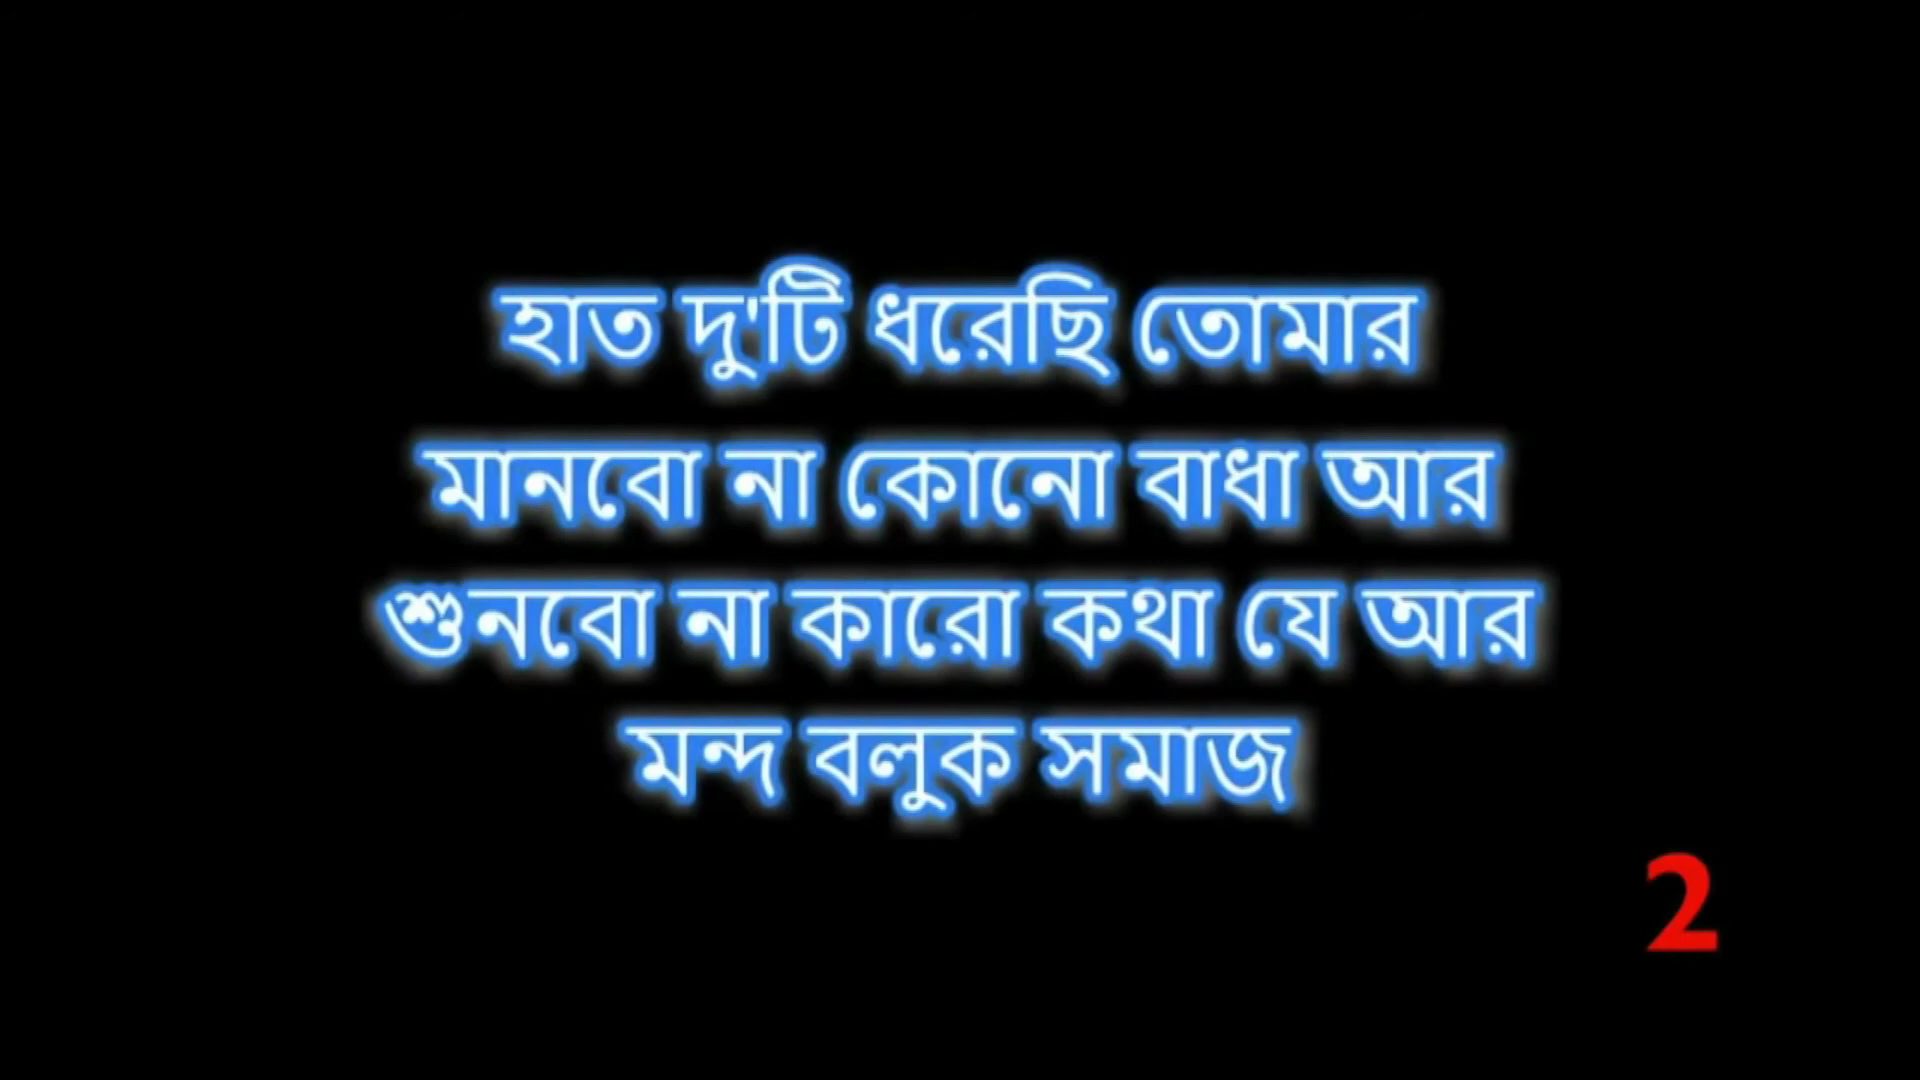 হাত দু'টি ধরেছি তোমার
মানবো না কোনো বাধা আর
শুনবো না কারো কথা যে আর
মন্দ বলুক সমাজ
2